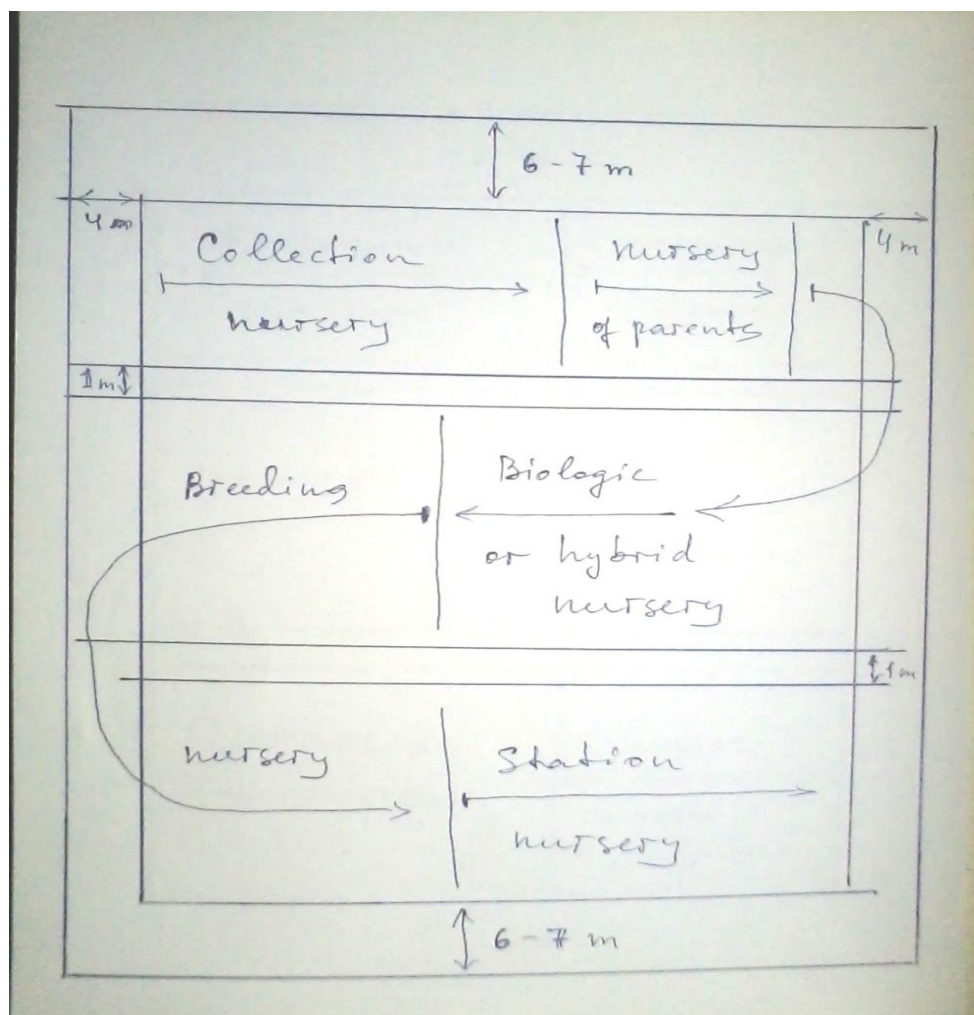 6 - 7 m
4 m
4 m
Collection
nursery
nursery
of parents
1 m
Breeding
Biologic
or hybrid
nursery
1 m
nursery
Station
nursery
6 - 7 m